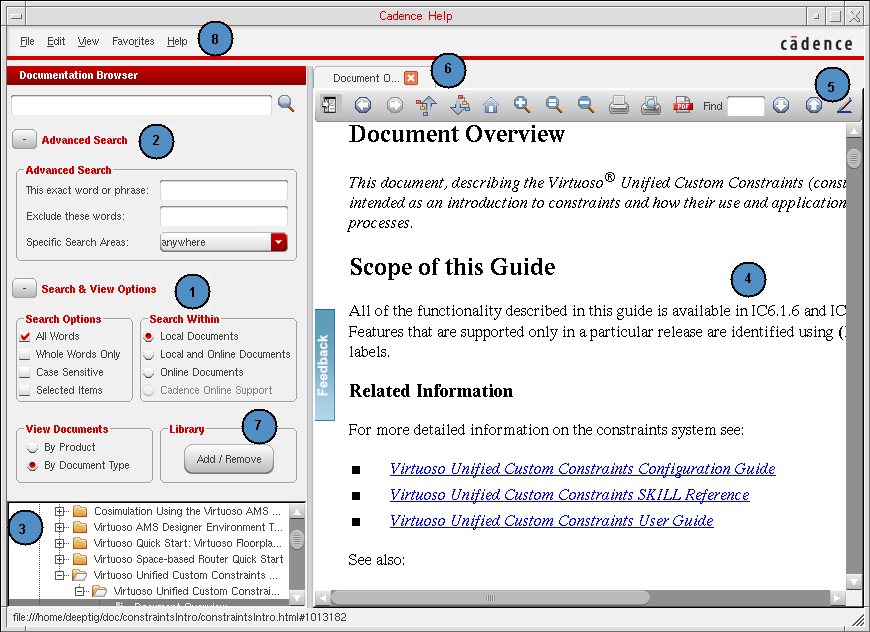 Cadence Help
File Edit View Favorites Help 8
cādence
Documentation Browser
Document O... 6
5
Find
PDF
- Advanced Search 2
Advanced Search
This exact word or phrase:
Exclude these words:
Specific Search Areas: anywhere
- Search & View Options 1
Search Options
All Words
Whole Words Only
Case Sensitive
Selected Items
Search Within
Local Documents
Local and Online Documents
Online Documents
Cadence Online Support
View Documents
By Product
By Document Type
Library 7
Add / Remove
3
Cosimulation Using the Virtuoso AMS ...
Virtuoso AMS Designer Environment T...
Virtuoso Quick Start: Virtuoso Floorpla...
Virtuoso Space-based Router Quick Start
Virtuoso Unified Custom Constraints ...
Virtuoso Unified Custom Constrai...
Document Overview
Feedback
Document Overview
This document, describing the Virtuoso® Unified Custom Constraints (const
intended as an introduction to constraints and how their use and application
processes.
Scope of this Guide
4
All of the functionality described in this guide is available in IC6.1.6 and IC
Features that are supported only in a particular release are identified using (
labels.
Related Information
For more detailed information on the constraints system see:
■ Virtuoso Unified Custom Constraints Configuration Guide
■ Virtuoso Unified Custom Constraints SKILL Reference
■ Virtuoso Unified Custom Constraints User Guide
See also:
file:///home/deeptig/doc/constraintsIntro/constraintsIntro.html#1013182